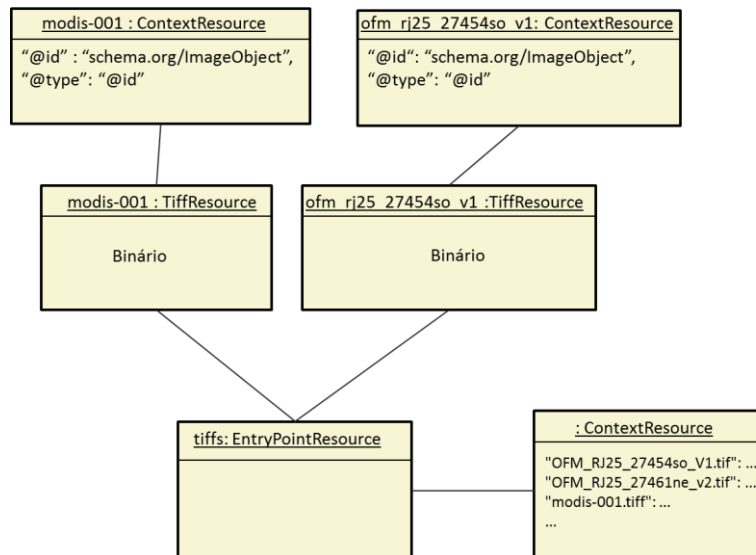 modis-001 : ContextResource
“@id” : “schema.org/ImageObject”,
“@type”: “@id”
ofm_rj25_27454so_v1: ContextResource
“@id“: “schema.org/ImageObject”,
“@type”: “@id”
modis-001 : TiffResource
Binário
ofm_rj25_27454so_v1 :TiffResource
Binário
tiffs: EntryPointResource
: ContextResource
"OFM_RJ25_27454so_V1.tif": ...
"OFM_RJ25_27461ne_v2.tif": ...
"modis-001.tiff": ...
...